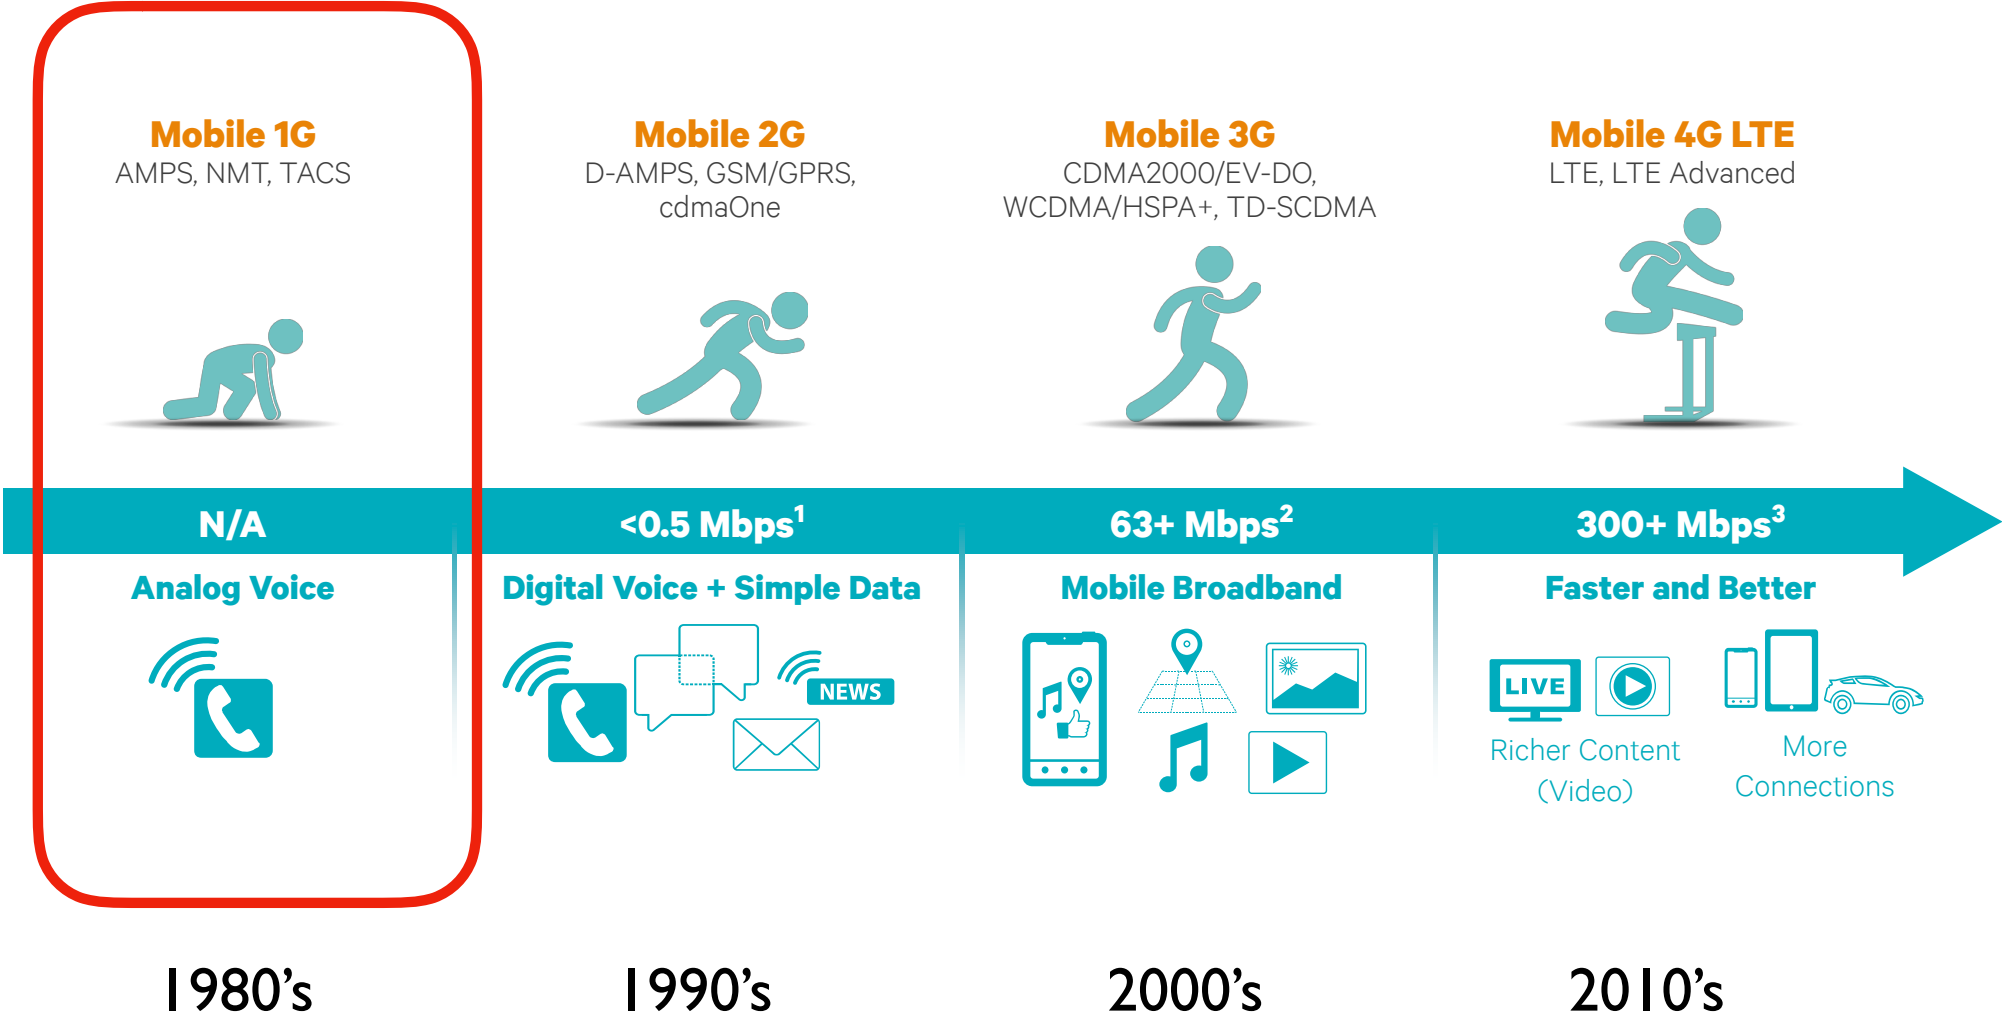 Mobile 1G
AMPS, NMT, TACS
Mobile 2G
D-AMPS, GSM/GPRS,
cdmaOne
Mobile 3G
CDMA2000/EV-DO,
WCDMA/HSPA+, TD-SCDMA
Mobile 4G LTE
LTE, LTE Advanced
N/A
<0.5 Mbps¹
63+ Mbps²
300+ Mbps³
Analog Voice
Digital Voice + Simple Data
NEWS
Mobile Broadband
Faster and Better
LIVE
Richer Content
(Video)
More
Connections
1980's
1990's
2000's
2010's